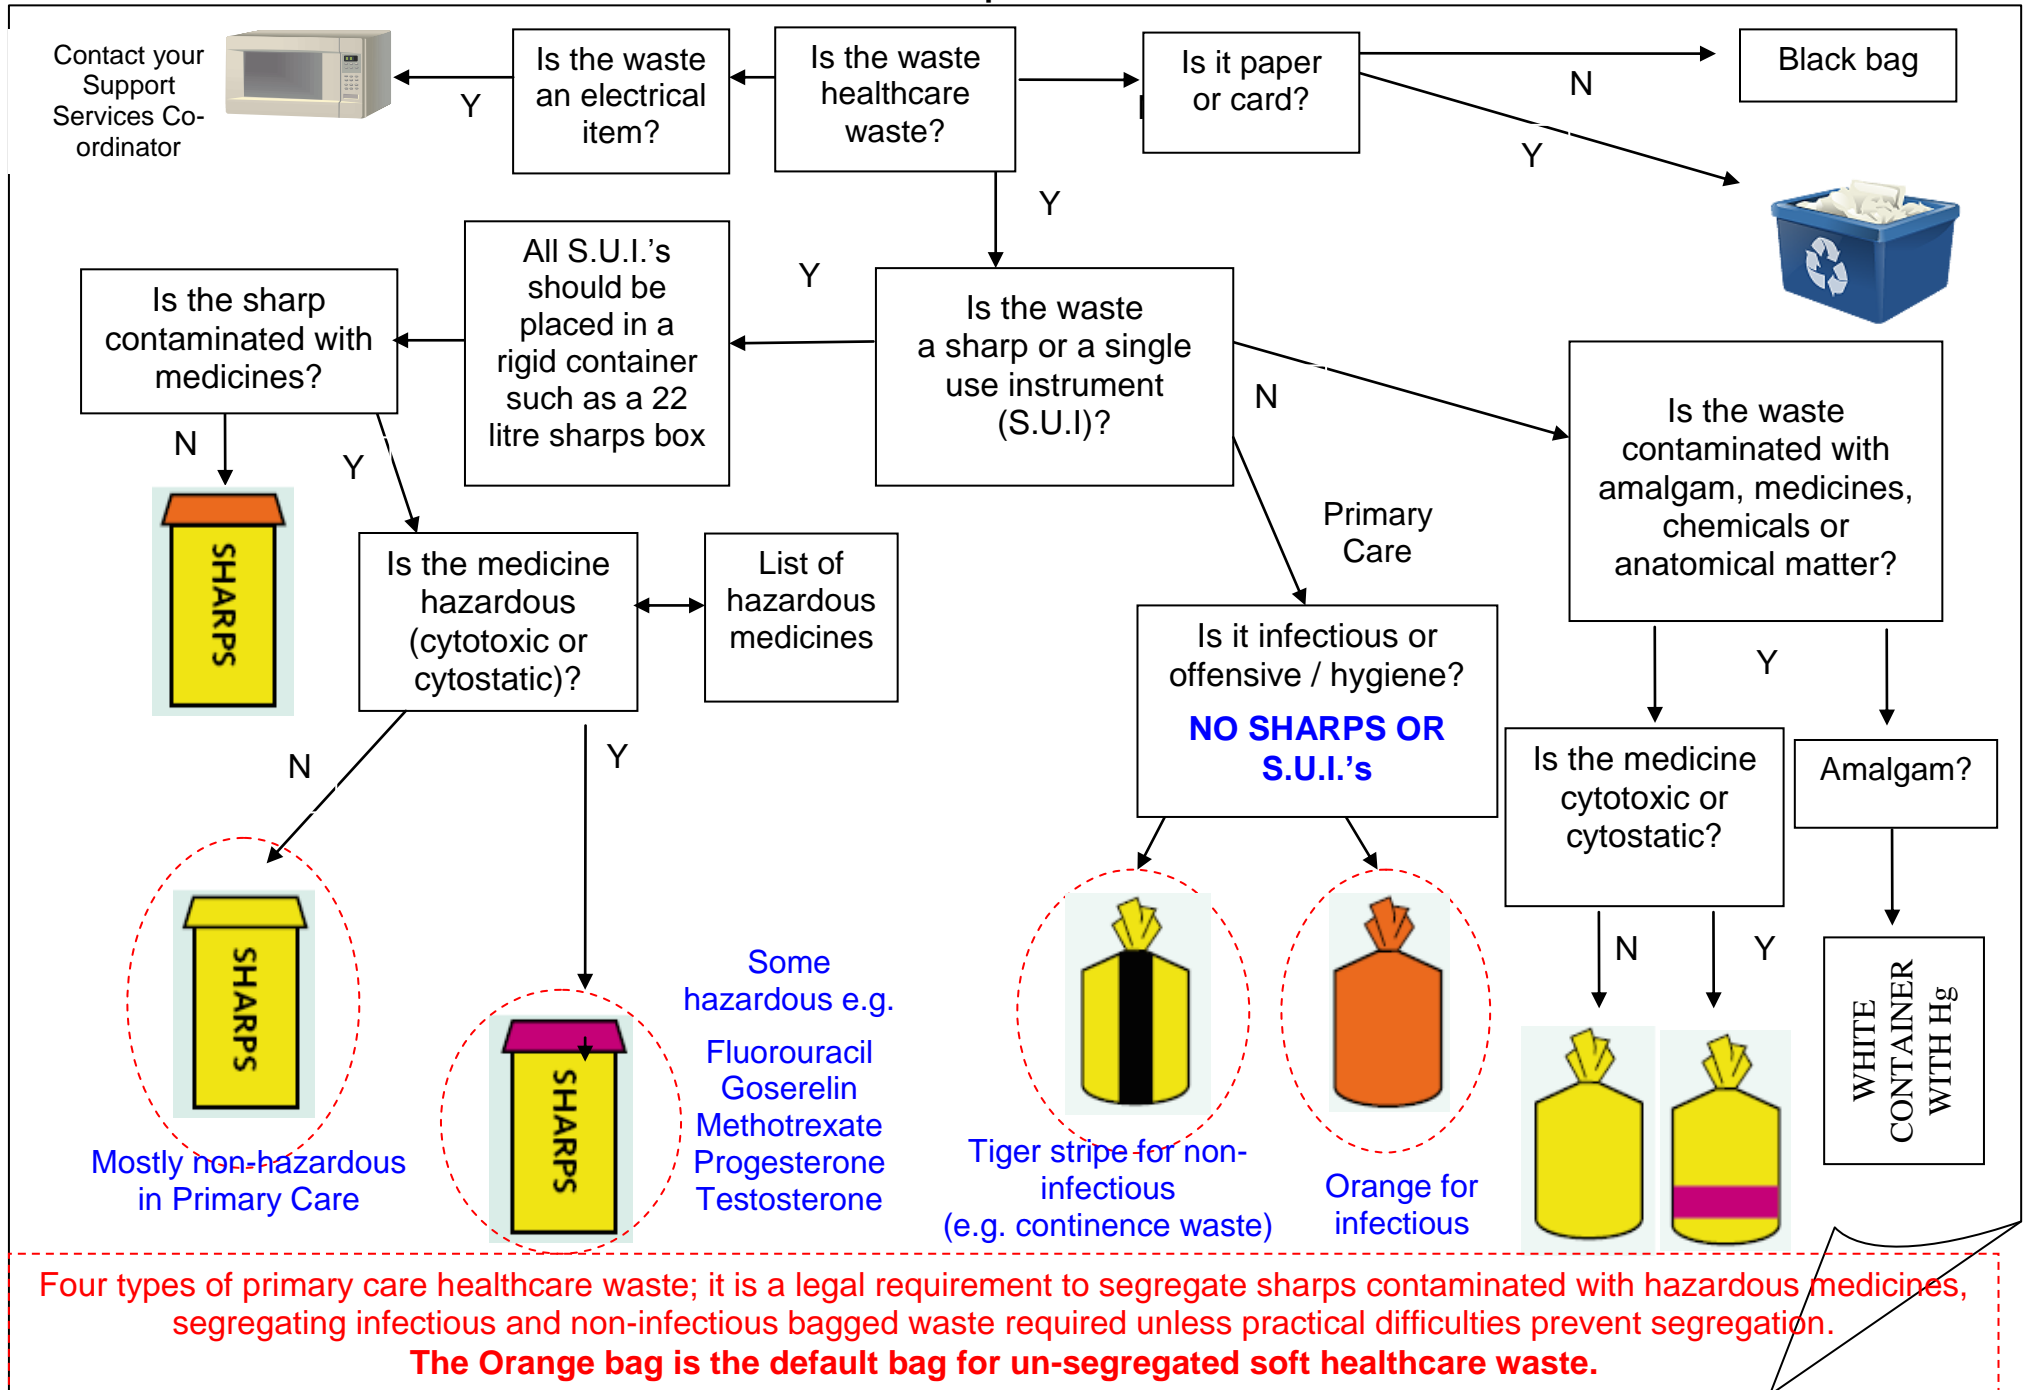 Contact your
Support
Services Co-
ordinator
Y
Is the waste
an electrical
item?
Is the waste
healthcare
waste?
Is it paper
or card?
N
Black bag
Y
Y
Is the sharp
contaminated with
medicines?
All S.U.I.'s
should be
placed in a
rigid container
such as a 22
litre sharps box
Y
Is the waste
a sharp or a single
use instrument
(S.U.I)?
N
Is the waste
contaminated with
amalgam, medicines,
chemicals or
anatomical matter?
N
Y
SHARPS
Is the medicine
hazardous
(cytotoxic or
cytostatic)?
List of
hazardous
medicines
Primary
Care
Is it infectious or
offensive / hygiene?
NO SHARPS OR
S.U.I.'s
Y
Is the medicine
cytotoxic or
cytostatic?
Amalgam?
N
Y
SHARPS
Mostly non-hazardous
in Primary Care
SHARPS
Some
hazardous e.g.
Fluorouracil
Goserelin
Methotrexate
Progesterone
Testosterone
Tiger stripe for non-
infectious
(e.g. continence waste)
Orange for
infectious
N
Y
WHITE
CONTAINER
WITH Hg
Four types of primary care healthcare waste; it is a legal requirement to segregate sharps contaminated with hazardous medicines,
segregating infectious and non-infectious bagged waste required unless practical difficulties prevent segregation.
The Orange bag is the default bag for un-segregated soft healthcare waste.